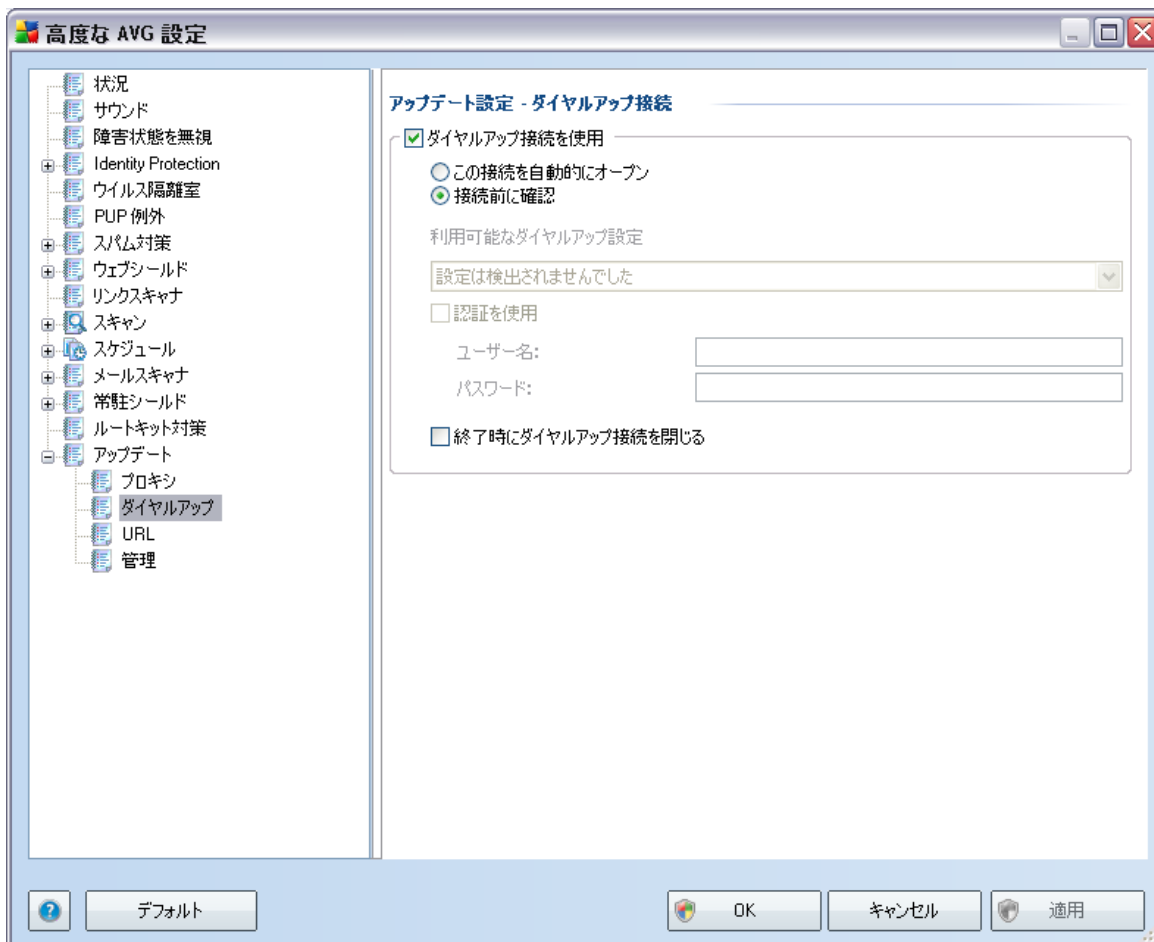 高度な AVG 設定
状況
サウンド
障害状態を無視
Identity Protection
ウイルス隔離室
PUP 例外
スパム対策
ウェブシールド
リンクスキャナ
スキャン
スケジュール
メールスキャナ
常駐シールド
ルートキット対策
アップデート
プロキシ
ダイヤルアップ
URL
管理
アップデート設定 - ダイヤルアップ接続
ダイヤルアップ接続を使用
この接続を自動的にオープン
接続前に確認
利用可能なダイヤルアップ設定
設定は検出されませんでした
認証を使用
ユーザー名:
パスワード:
終了時にダイヤルアップ接続を閉じる
デフォルト
OK
キャンセル
適用